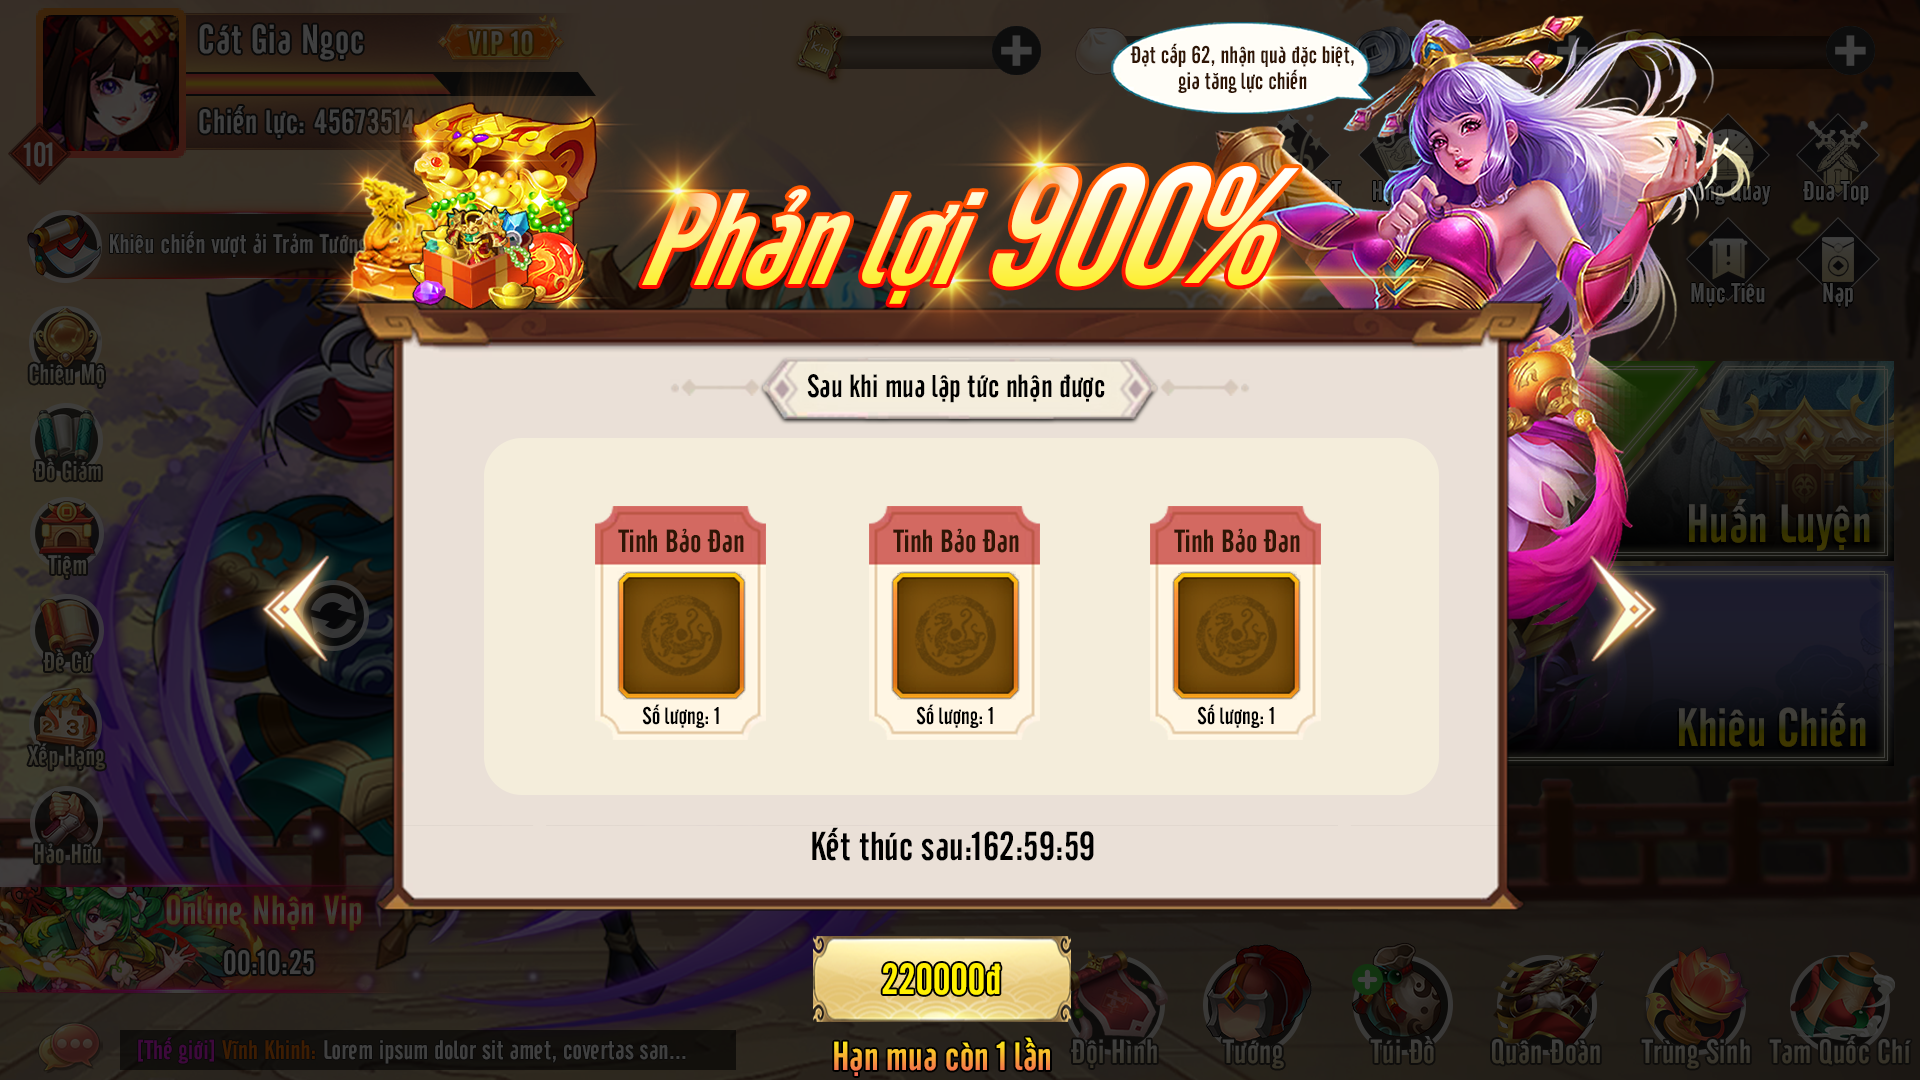 Cát Gia Ngọc
VIP 10
Kim
Đạt cấp 62, nhận quà đặc biệt,
gia tăng lực chiến
Chiến lực: 45673514
101
Khiêu chiến vượt ải Trảm Tướng
Phản lợi 900%
Quay
Đua Top
Mục Tiêu
Nạp
Sau khi mua lập tức nhận được
Chiêu Mộ
Đồ Giám
Tiệm
Đề Cử
Xếp Hạng
Hảo Hữu
Tinh Bảo Đan
Tinh Bảo Đan
Tinh Bảo Đan
Số lượng: 1
Số lượng: 1
Số lượng: 1
Huấn Luyện
Khiêu Chiến
Kết thúc sau:162:59:59
Online Nhận Vip
00:10:25
220000đ
Hạn mua còn 1 lần
[Thế giới] Vĩnh Khinh: Lorem ipsum dolor sit amet, covertas san...
Đội Hình
Tướng
Túi Đồ
Quân Đoàn
Trùng Sinh
Tam Quốc Chí